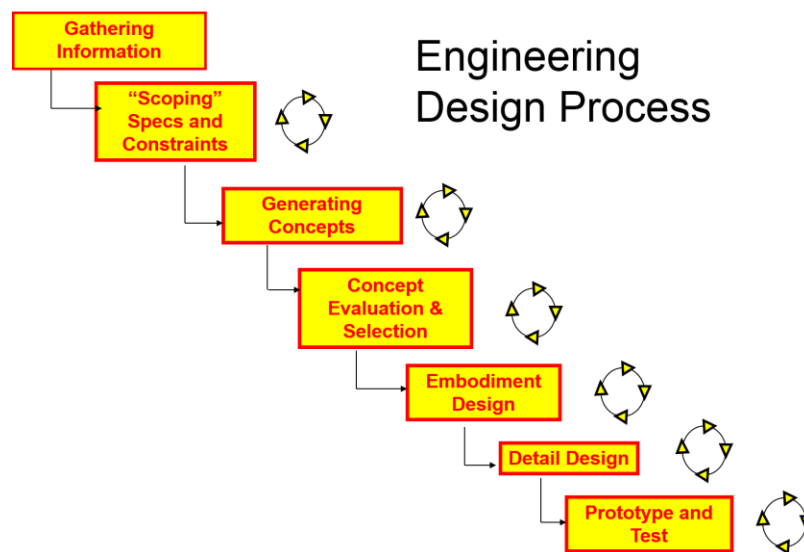 Gathering
Information
Engineering
Design Process
“Scoping”
Specs and
Constraints
Generating
Concepts
Concept
Evaluation &
Selection
Embodiment
Design
Detail Design
Prototype and
Test